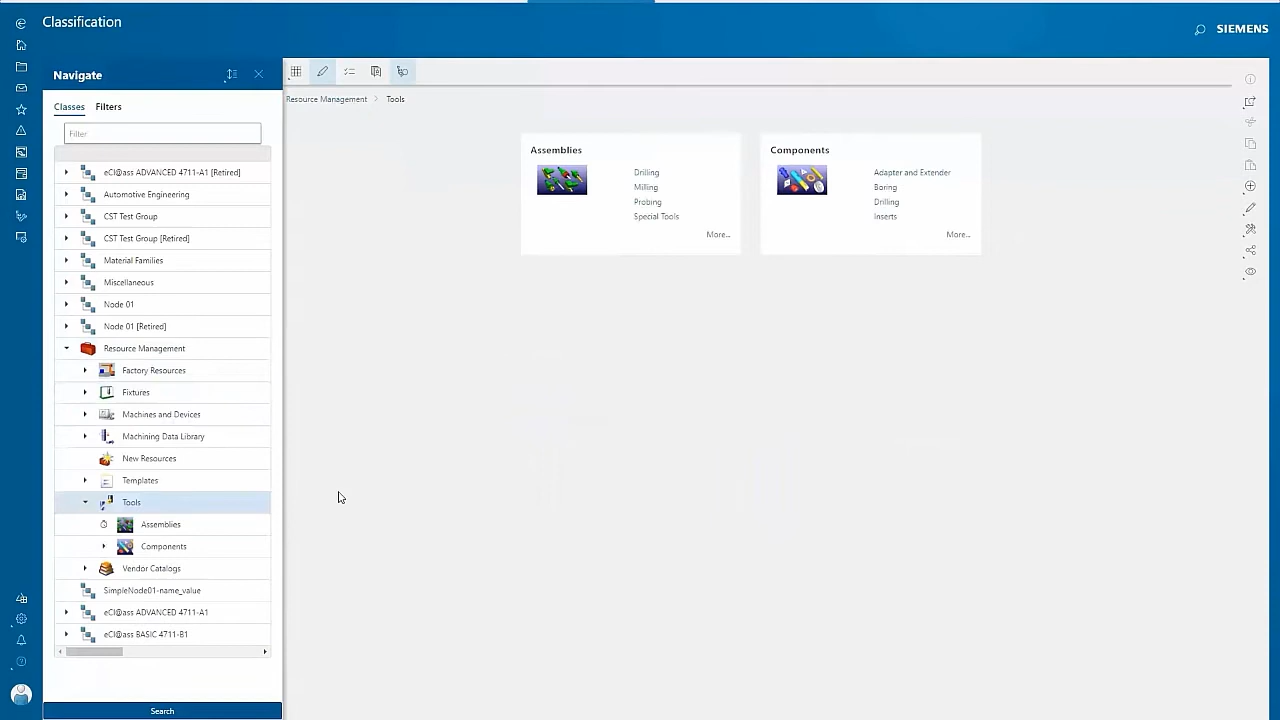 Classification
SIEMENS
Navigate
Classes Filters
Filter
eCl@ass ADVANCED 4711-A1 [Retired]
Automotive Engineering
CST Test Group
CST Test Group [Retired]
Material Families
Miscellaneous
Node 01
Node 01 [Retired]
Resource Management
Factory Resources
Fixtures
Machines and Devices
Machining Data Library
New Resources
Templates
Tools
Assemblies
Components
Vendor Catalogs
SimpleNode01-name_value
eCl@ass ADVANCED 4711-A1
eCl@ass BASIC 4711-B1
Search
Resource Management > Tools
Assemblies
Drilling
Milling
Probing
Special Tools
More...
Components
Adapter and Extender
Boring
Drilling
Inserts
More...